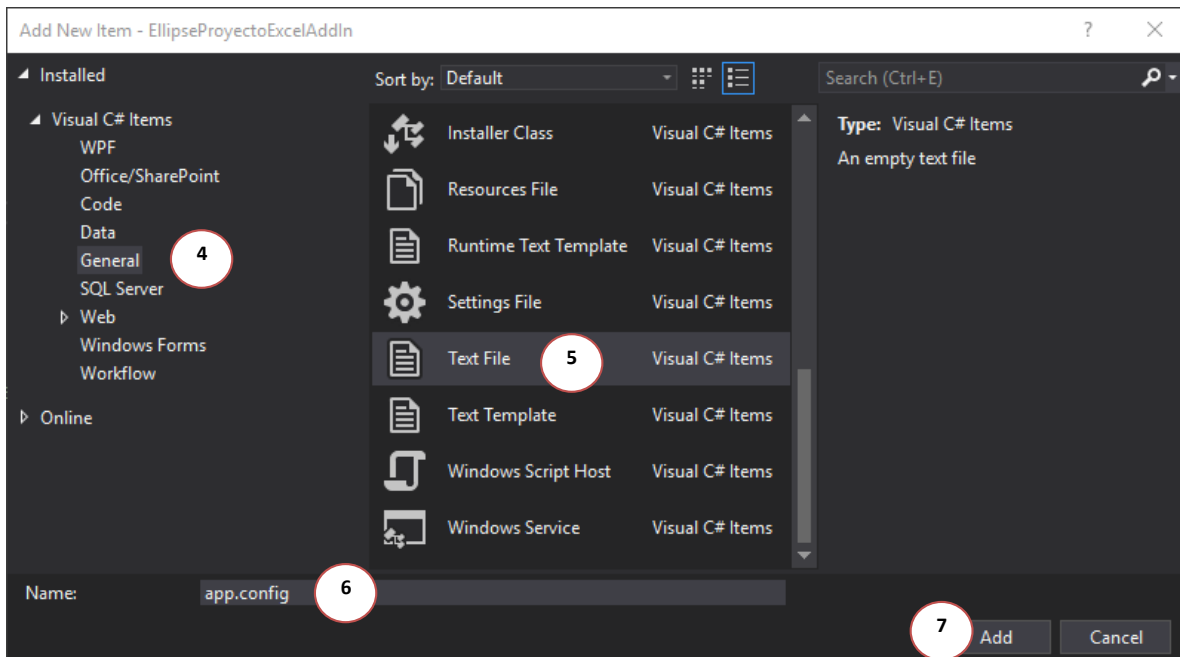 Add New Item - EllipseProyectoExcelAddIn ?
Installed
Visual C# Items
WPF
Office/SharePoint
Code
Data
General 4
SQL Server
Web
Windows Forms
Workflow
Online
Sort by: Default
Installer Class Visual C# Items
Resources File Visual C# Items
Runtime Text Template Visual C# Items
Settings File Visual C# Items
Text File 5 Visual C# Items
Text Template Visual C# Items
Windows Script Host Visual C# Items
Windows Service Visual C# Items
Search (Ctrl+E)
Type: Visual C# Items
An empty text file
Name: app.config 6
7 Add Cancel